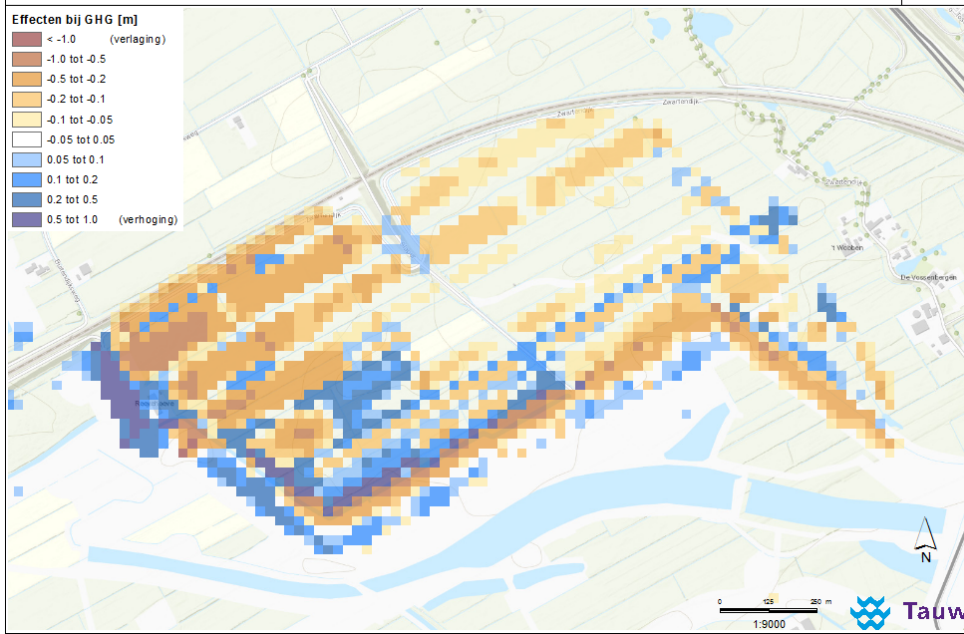 Effecten bij GHG [m]
< -1.0 (verlaging)
-1.0 tot -0.5
-0.5 tot -0.2
-0.2 tot -0.1
-0.1 tot -0.05
-0.05 tot 0.05
0.05 tot 0.1
0.1 tot 0.2
0.2 tot 0.5
0.5 tot 1.0 (verhoging)
Zwartendijk
De Vossenbergen
N
0 125 250 m
1:9000
Tauw